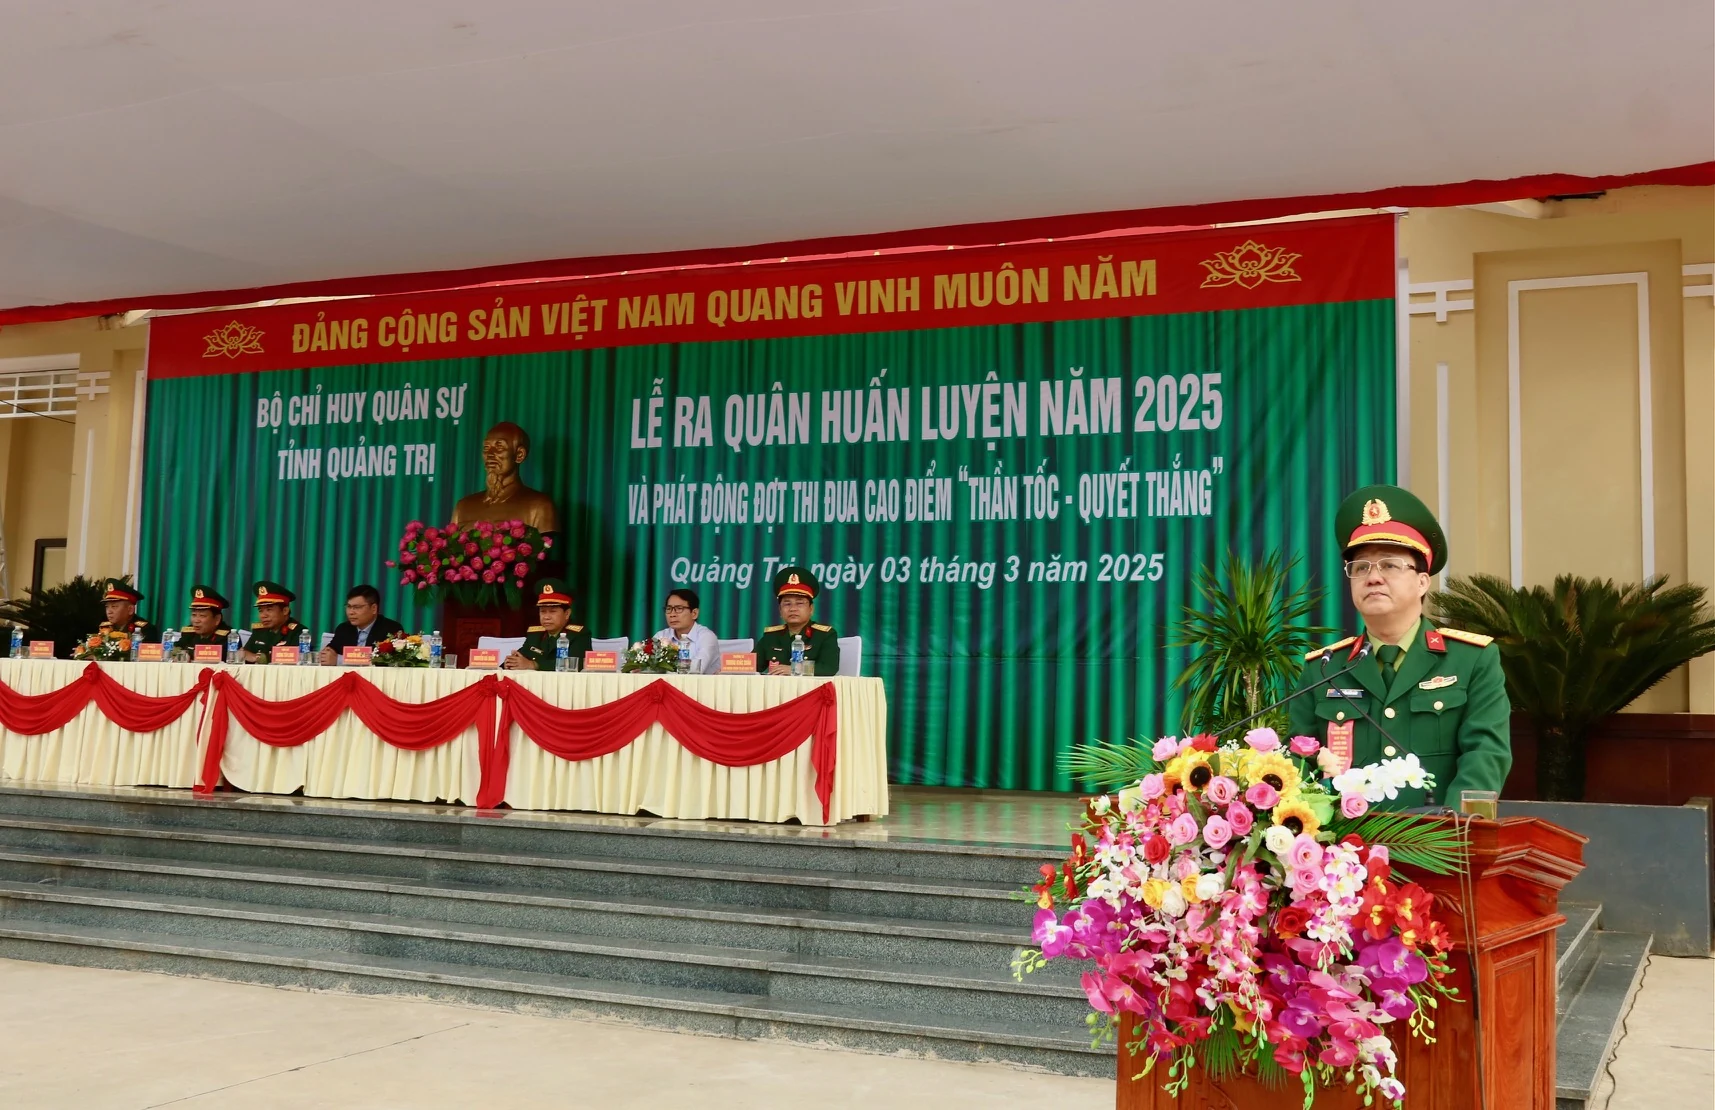 ĐẢNG CỘNG SẢN VIỆT NAM QUANG VINH MUÔN NĂM
BỘ CHỈ HUY QUÂN SỰ
TỈNH QUẢNG TRỊ
LỄ RA QUÂN HUẤN LUYỆN NĂM 2025
VÀ PHÁT ĐỘNG ĐỢT THI ĐUA CAO ĐIỂM “THẦN TỐC - QUYẾT THẮNG”
Quảng Trị, ngày 03 tháng 3 năm 2025